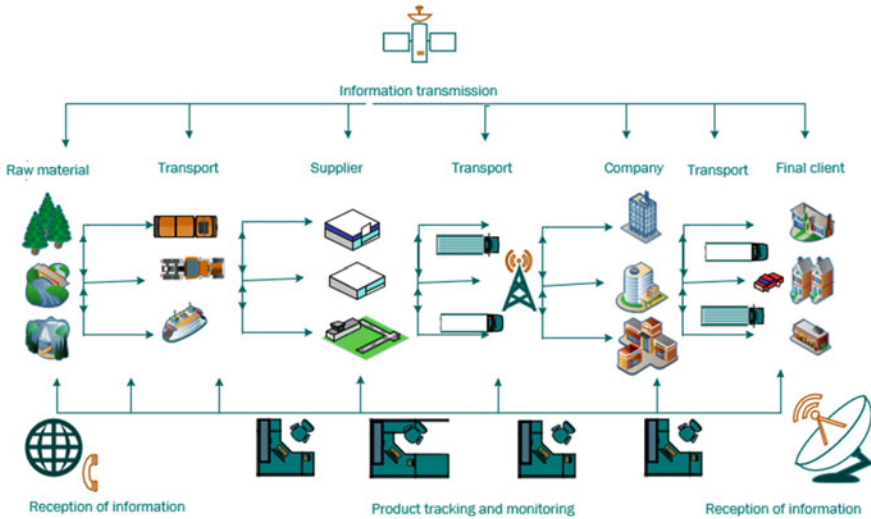 Information transmission
Raw material
Transport
Supplier
Transport
Company
Transport
Final client
Reception of information
Product tracking and monitoring
Reception of information